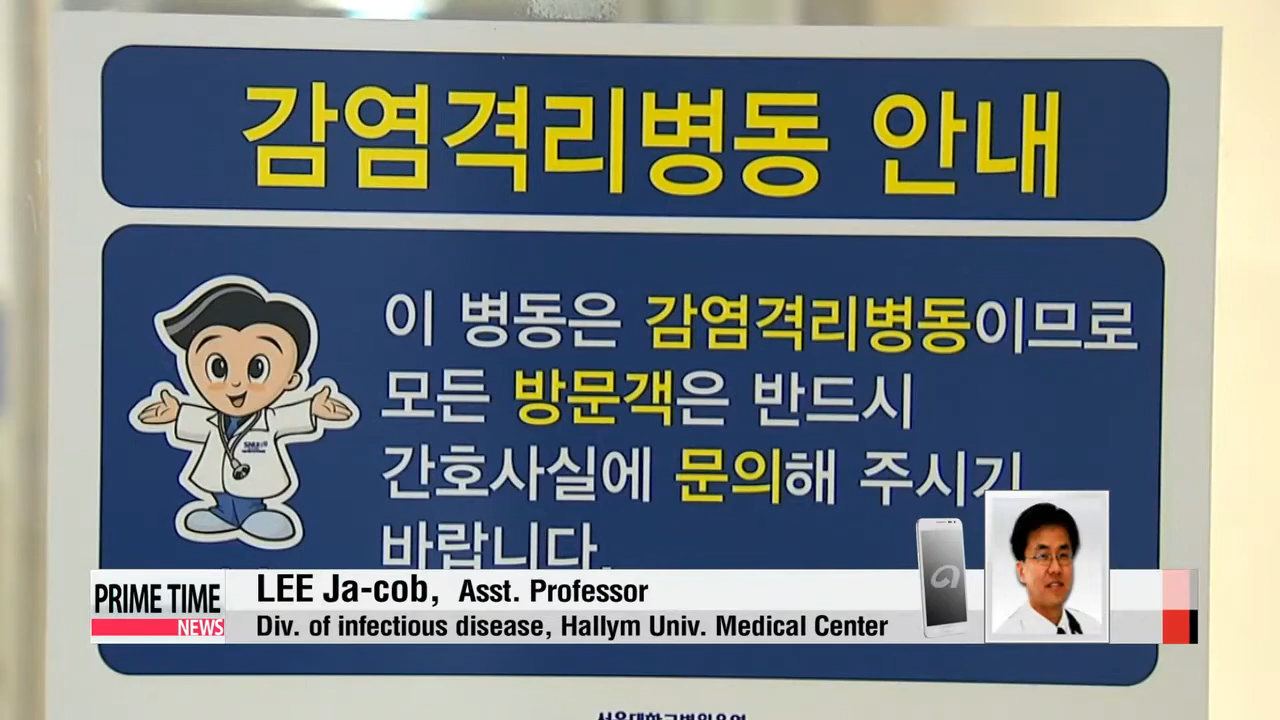 감염격리병동 안내
이 병동은 감염격리병동이므로
모든 방문객은 반드시
간호사실에 문의해 주시기
바랍니다.
PRIME TIME
NEWS
LEE Ja-cob, Asst. Professor
Div. of infectious disease, Hallym Univ. Medical Center